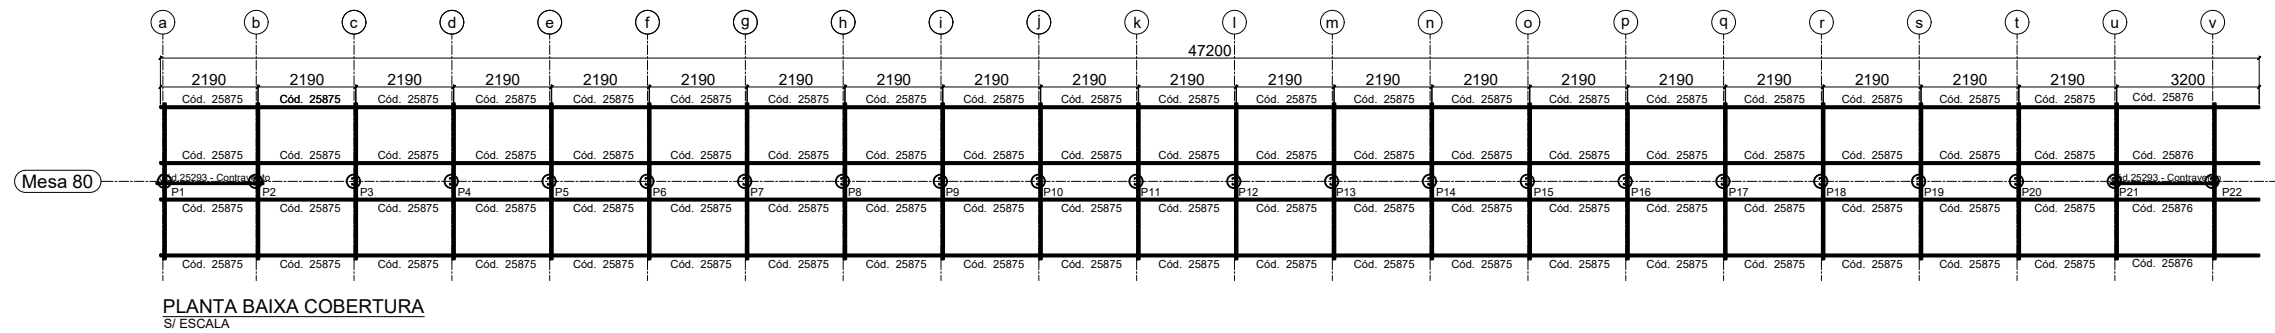 a b c d e f g h i j k l m n o p q r s t u v
47200
2190 2190 2190 2190 2190 2190 2190 2190 2190 2190 2190 2190 2190 2190 2190 2190 2190 2190 2190 2190 3200
Cód. 25875 Cód. 25875 Cód. 25875 Cód. 25875 Cód. 25875 Cód. 25875 Cód. 25875 Cód. 25875 Cód. 25875 Cód. 25875 Cód. 25875 Cód. 25875 Cód. 25875 Cód. 25875 Cód. 25875 Cód. 25875 Cód. 25875 Cód. 25875 Cód. 25875 Cód. 25875 Cód. 25876
Cód. 25875 Cód. 25875 Cód. 25875 Cód. 25875 Cód. 25875 Cód. 25875 Cód. 25875 Cód. 25875 Cód. 25875 Cód. 25875 Cód. 25875 Cód. 25875 Cód. 25875 Cód. 25875 Cód. 25875 Cód. 25875 Cód. 25875 Cód. 25875 Cód. 25875 Cód. 25875 Cód. 25876
Mesa 80
P1 P2 P3 P4 P5 P6 P7 P8 P9 P10 P11 P12 P13 P14 P15 P16 P17 P18 P19 P20 P21 P22
Cód. 25875 Cód. 25875 Cód. 25875 Cód. 25875 Cód. 25875 Cód. 25875 Cód. 25875 Cód. 25875 Cód. 25875 Cód. 25875 Cód. 25875 Cód. 25875 Cód. 25875 Cód. 25875 Cód. 25875 Cód. 25875 Cód. 25875 Cód. 25875 Cód. 25875 Cód. 25875 Cód. 25876
Cód. 25875 Cód. 25875 Cód. 25875 Cód. 25875 Cód. 25875 Cód. 25875 Cód. 25875 Cód. 25875 Cód. 25875 Cód. 25875 Cód. 25875 Cód. 25875 Cód. 25875 Cód. 25875 Cód. 25875 Cód. 25875 Cód. 25875 Cód. 25875 Cód. 25875 Cód. 25875 Cód. 25876
PLANTA BAIXA COBERTURA
S/ ESCALA